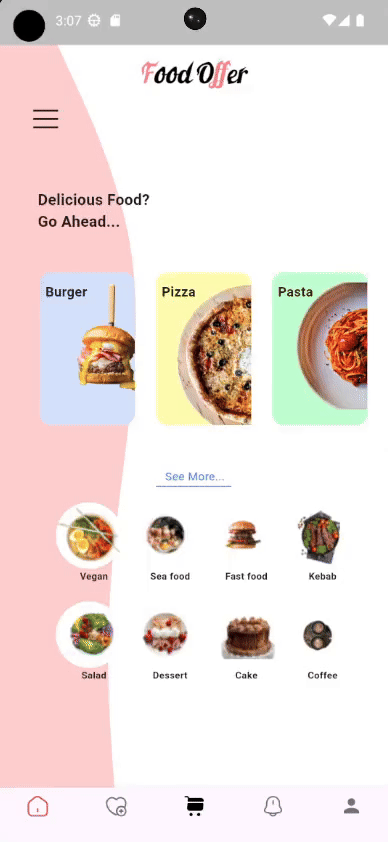 3:07
Food Offer
Delicious Food?
Go Ahead...
Burger
Pizza
Pasta
See More...
Vegan
Sea food
Fast food
Kebab
Salad
Dessert
Cake
Coffee